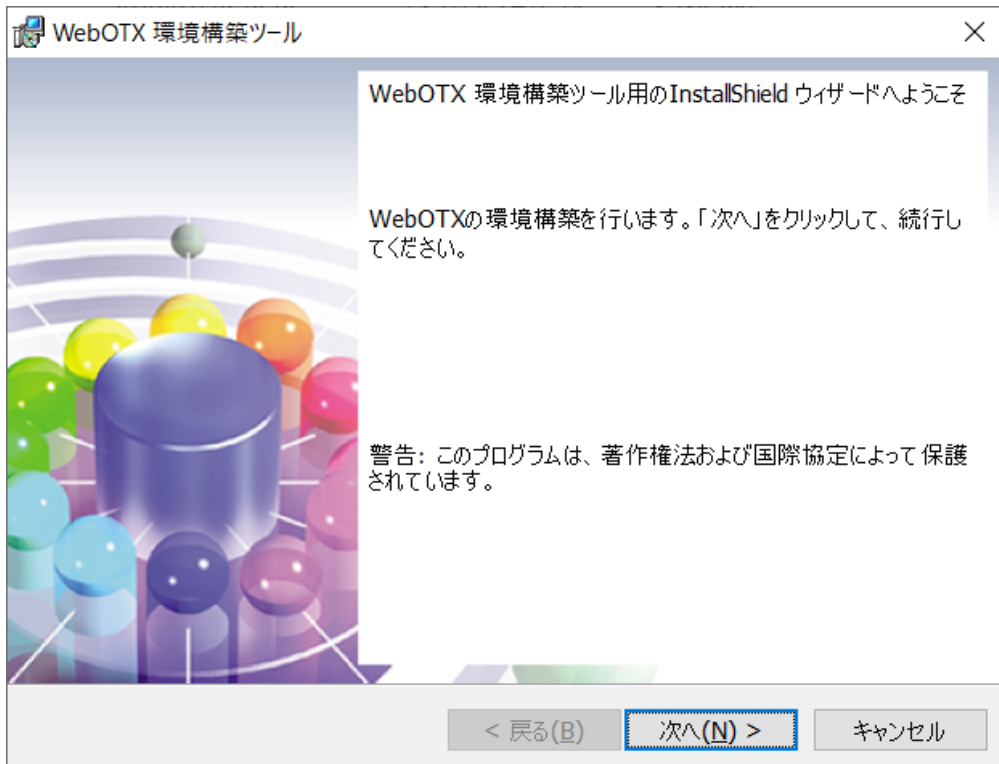 WebOTX 環境構築ツール
WebOTX 環境構築ツール用のInstallShield ウィザードへようこそ
WebOTXの環境構築を行います。「次へ」をクリックして、続行し
てください。
警告: このプログラムは、著作権法および国際協定によって保護
されています。
< 戻る(B)
次へ(N) >
キャンセル